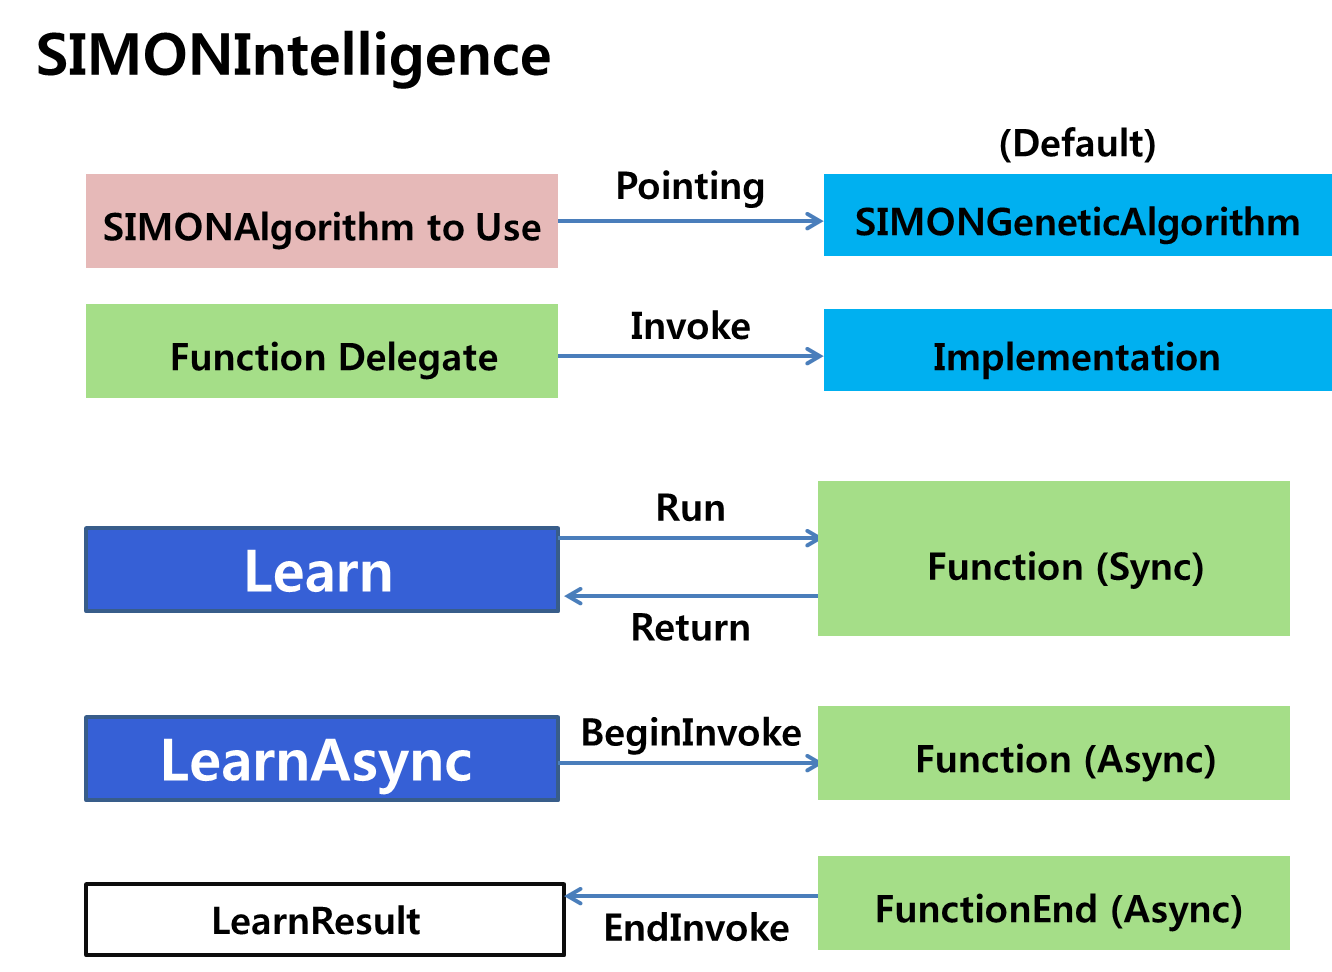 SIMONIntelligence
(Default)
SIMONAlgorithm to Use
Pointing
SIMONGeneticAlgorithm
Function Delegate
Invoke
Implementation
Learn
Run
Return
Function (Sync)
LearnAsync
BeginInvoke
Function (Async)
LearnResult
EndInvoke
FunctionEnd (Async)